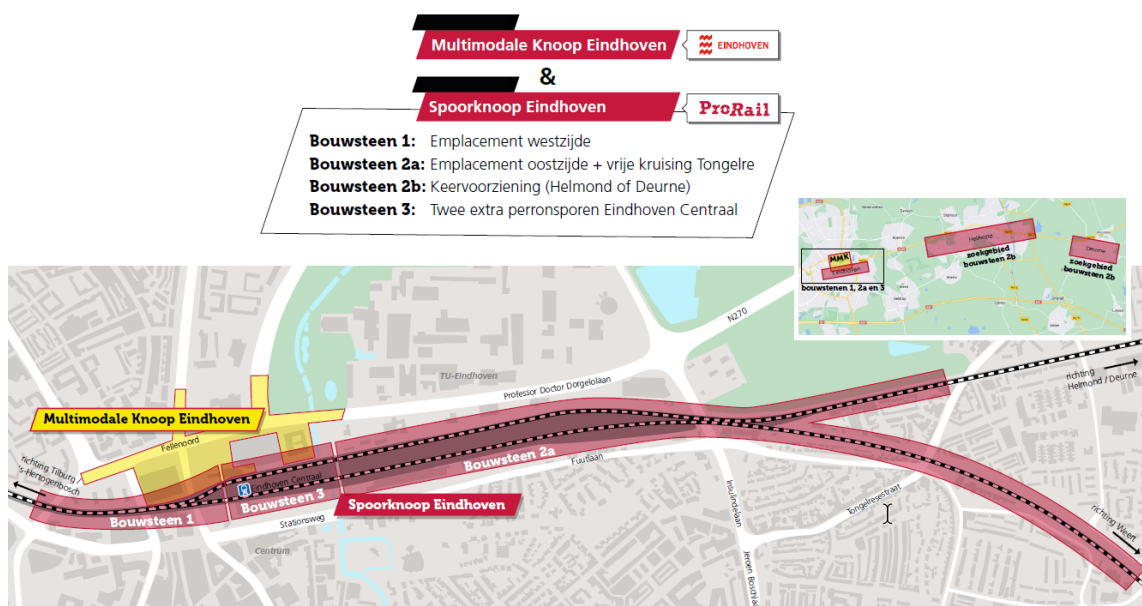 Multimodale Knoop Eindhoven
EINDHOVEN
&
Spoorknoop Eindhoven
ProRail
Bouwsteen 1: Emplacement westzijde
Bouwsteen 2a: Emplacement oostzijde + vrije kruising Tongelre
Bouwsteen 2b: Keervoorziening (Helmond of Deurne)
Bouwsteen 3: Twee extra perronsporen Eindhoven Centraal
MMK
Eindhoven
bouwstenen 1, 2a en 3
Helmond
zoekgebied
bouwsteen 2b
Deurne
zoekgebied
bouwsteen 2b
N270
TU-Eindhoven
Professor Doctor Dorgelolaan
richting
Helmond / Deurne
Multimodale Knoop Eindhoven
Fellenoord
richting Tilburg /
's-Hertogenbosch
Eindhoven Centraal
Bouwsteen 1
Bouwsteen 3
Bouwsteen 2a
Fuutlaan
Spoorknoop Eindhoven
Stationsweg
Centrum
Insulindelaan
Tongelresestraat
Jeroen Boschlaan
richting Weert